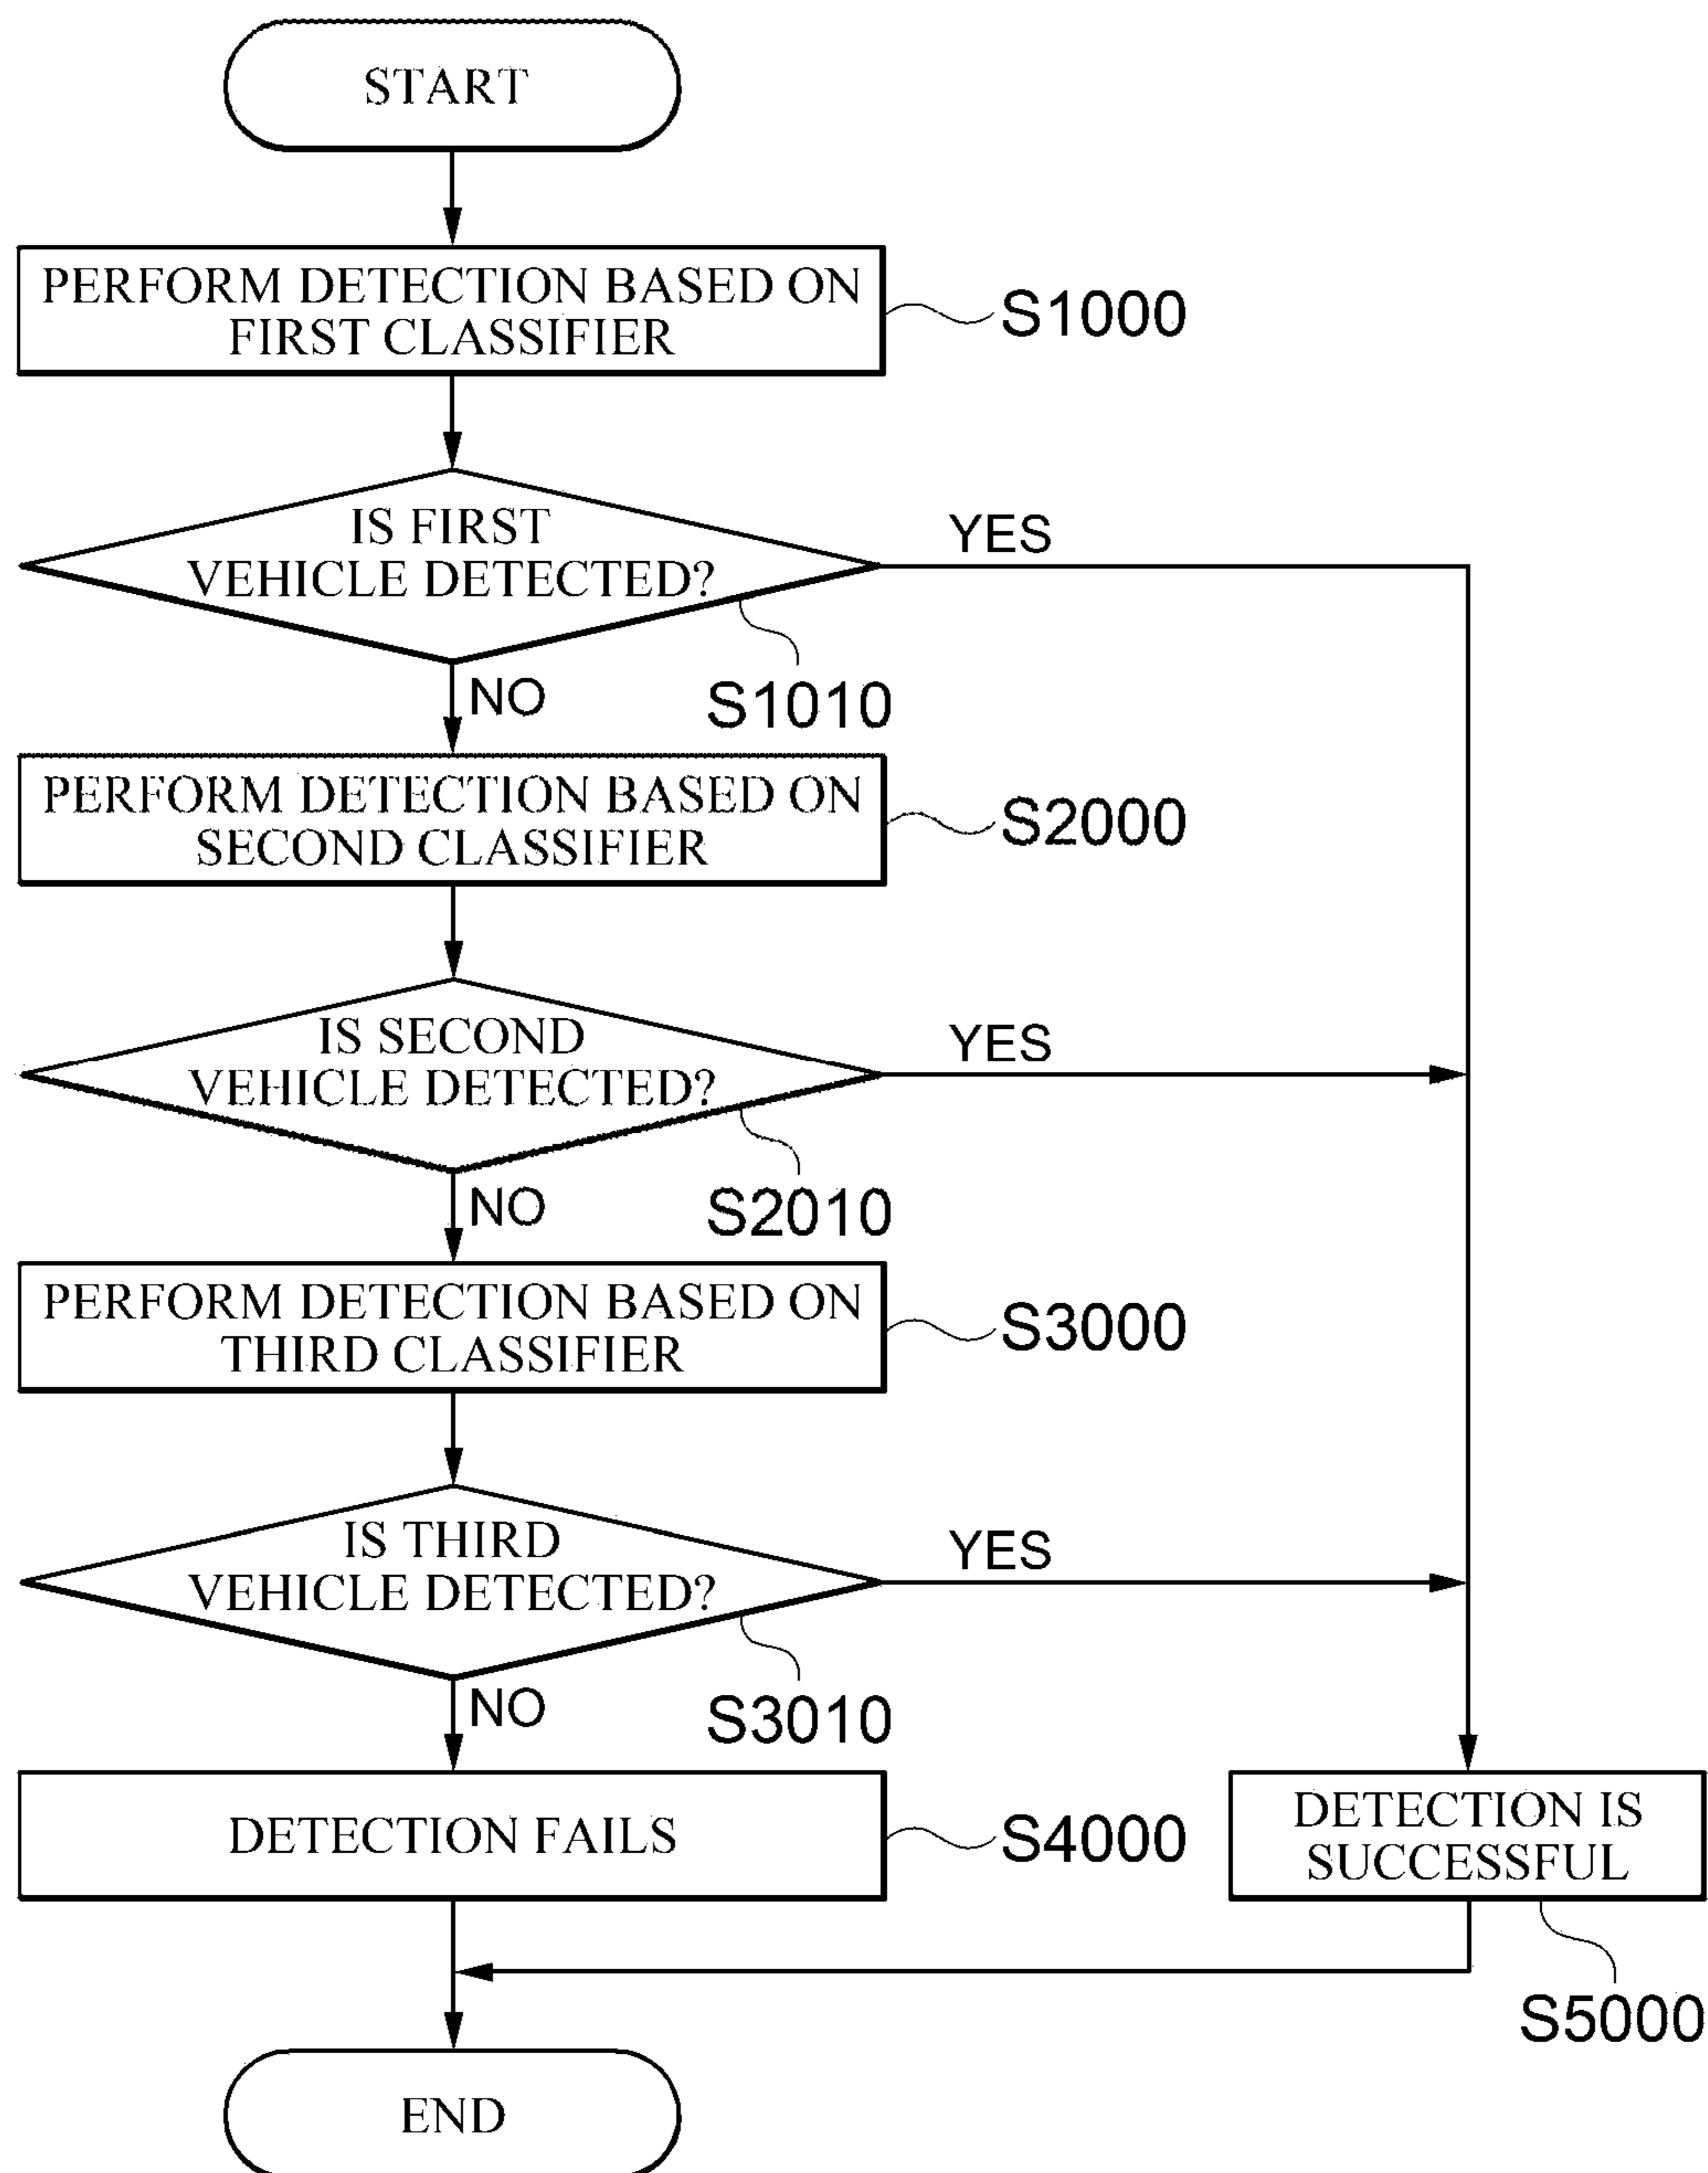 START
PERFORM DETECTION BASED ON
FIRST CLASSIFIER
S1000
IS FIRST
VEHICLE DETECTED?
YES
S1010
NO
PERFORM DETECTION BASED ON
SECOND CLASSIFIER
S2000
IS SECOND
VEHICLE DETECTED?
YES
S2010
NO
PERFORM DETECTION BASED ON
THIRD CLASSIFIER
S3000
IS THIRD
VEHICLE DETECTED?
YES
S3010
NO
DETECTION FAILS
S4000
DETECTION IS
SUCCESSFUL
S5000
END